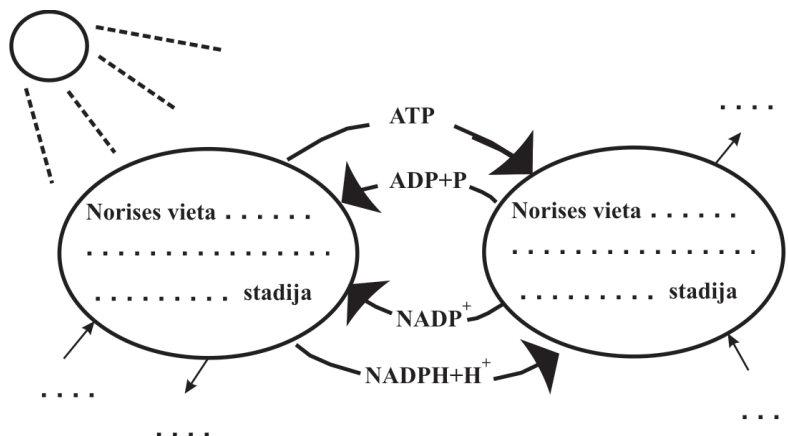 ATP
ADP+P
Norises vieta . . . . . .
. . . . . . . . . . . . . . . . .
. . . . . . . . . stadija
Norises vieta . . . . . .
. . . . . . . . . . . . . . . . .
. . . . . . . . . stadija
NADP⁺
NADPH+H⁺
. . . .
. . . .
. . . .
. . .